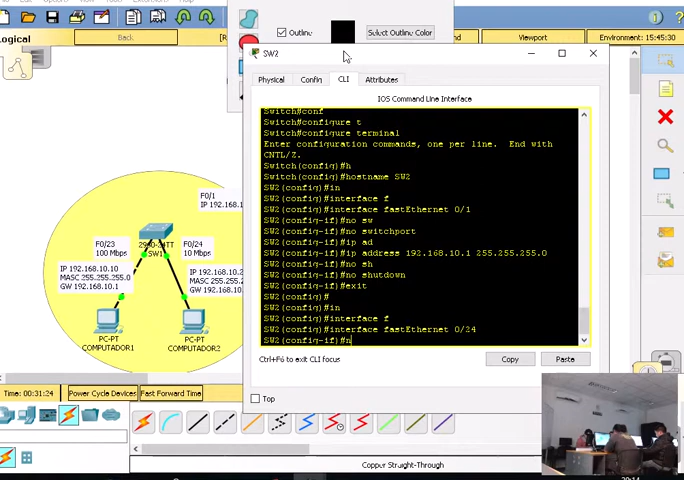 Logical
Back
Outline
Select Outline Color
Viewport
Environment: 15:45:30
SW2
Physical
Config
CLI
Attributes
IOS Command Line Interface
Switch#conf
Switch#configure t
Switch#configure terminal
Enter configuration commands, one per line. End with
CNTL/Z.
Switch(config)#h
Switch(config)#hostname SW2
SW2(config)#in
SW2(config)#interface f
SW2(config)#interface fastEthernet 0/1
SW2(config-if)#no sw
SW2(config-if)#no switchport
SW2(config-if)#ip ad
SW2(config-if)#ip address 192.168.10.1 255.255.255.0
SW2(config-if)#no sh
SW2(config-if)#no shutdown
SW2(config-if)#exit
SW2(config)#
SW2(config)#in
SW2(config)#interface f
SW2(config)#interface fastEthernet 0/24
SW2(config-if)#n
Ctrl+F6 to exit CLI focus
Copy
Paste
Top
F0/1
IP 192.168.10.
2960-24TT
SW1
F0/23
100 Mbps
F0/24
10 Mbps
IP 192.168.10.10
MASC 255.255.255.0
GW 192.168.10.1
IP 192.168
MASC 255.2
GW 192.168
PC-PT
COMPUTADOR1
PC-PT
COMPUTADOR2
Time: 00:31:24
Power Cycle Devices
Fast Forward Time
Copper Straight-Through
20:14